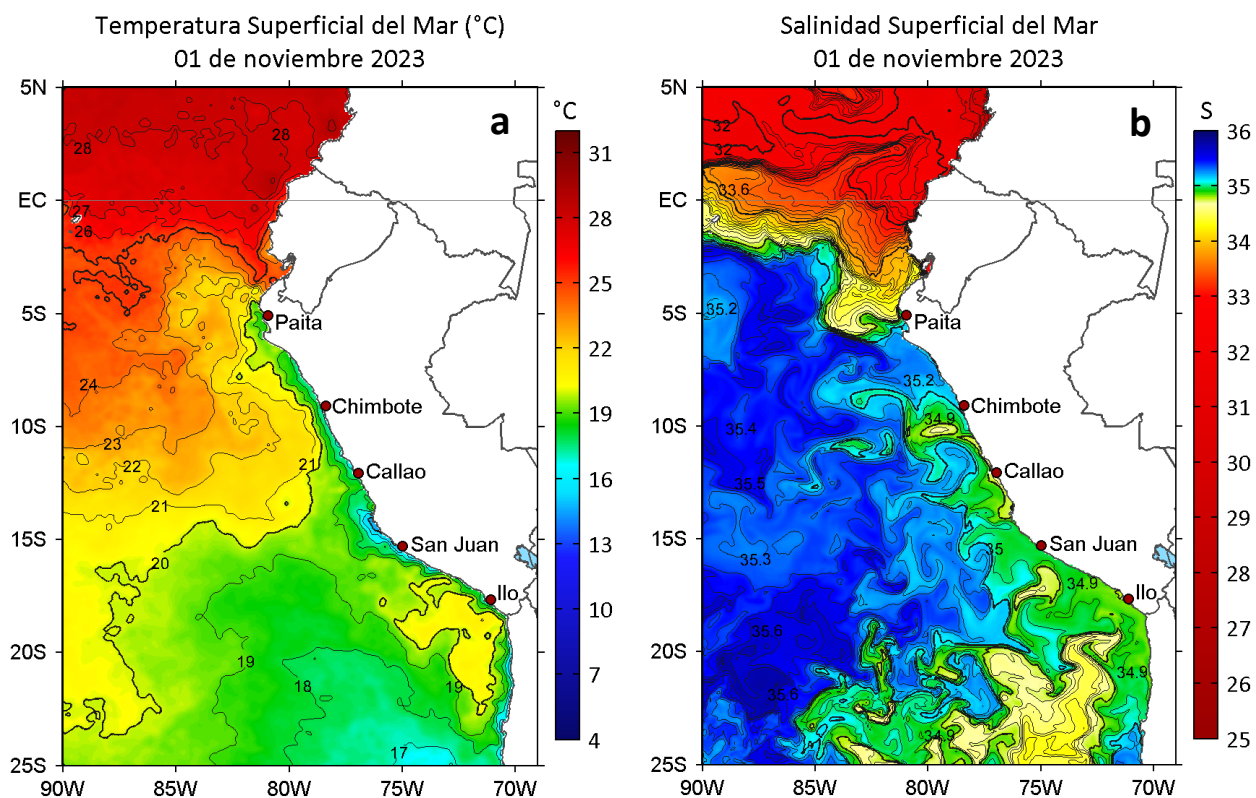 Temperatura Superficial del Mar (°C)
01 de noviembre 2023
5N
EC
5S
10S
15S
20S
25S
90W
85W
80W
75W
70W
a
28
28
27
26
24
23
22
21
21
20
19
19
18
17
Paita
Chimbote
Callao
San Juan
Ilo
°C
31
28
25
22
19
16
13
10
7
4
Salinidad Superficial del Mar
01 de noviembre 2023
5N
EC
5S
10S
15S
20S
25S
90W
85W
80W
75W
70W
b
32
32
33.6
35.2
35.2
34.9
35.4
35.5
35
35.3
34.9
35.6
35.6
34.9
34.9
Paita
Chimbote
Callao
San Juan
Ilo
S
36
35
34
33
32
31
30
29
28
27
26
25